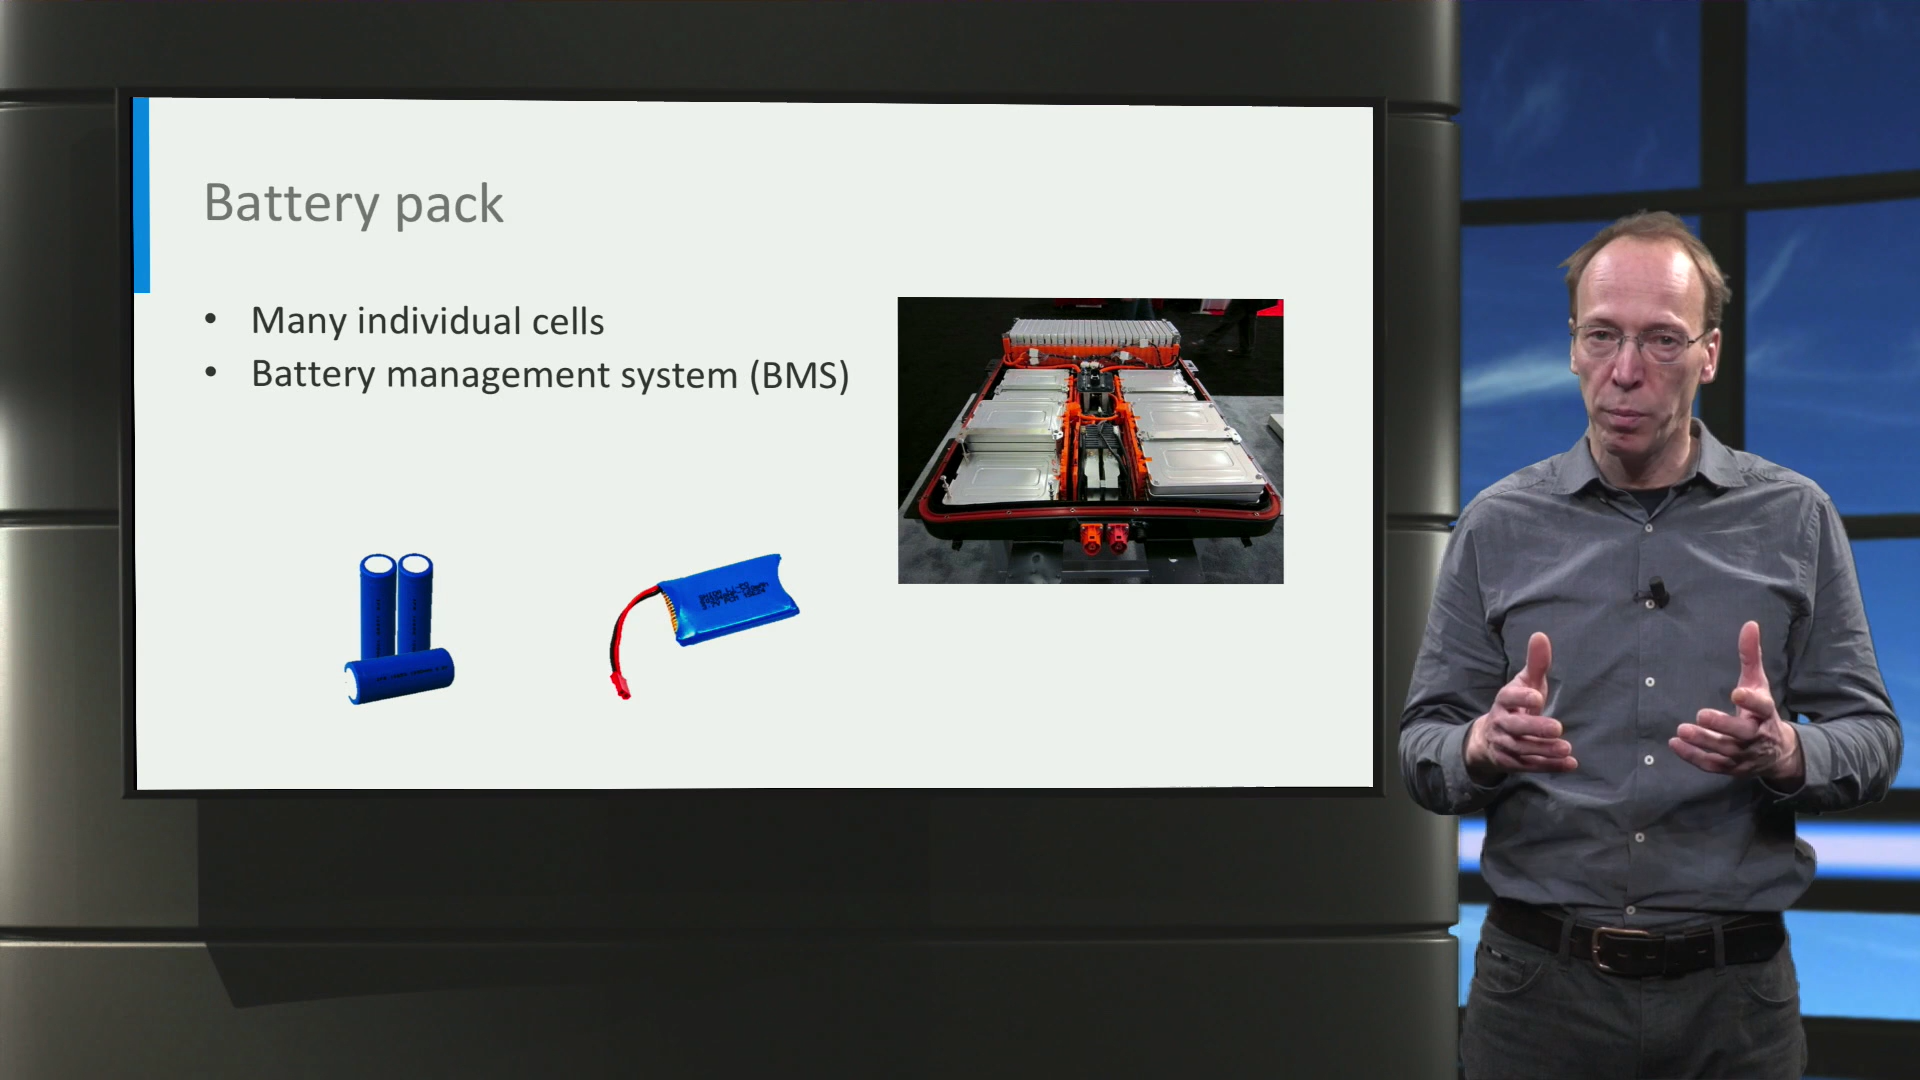 Battery pack
• Many individual cells
• Battery management system (BMS)